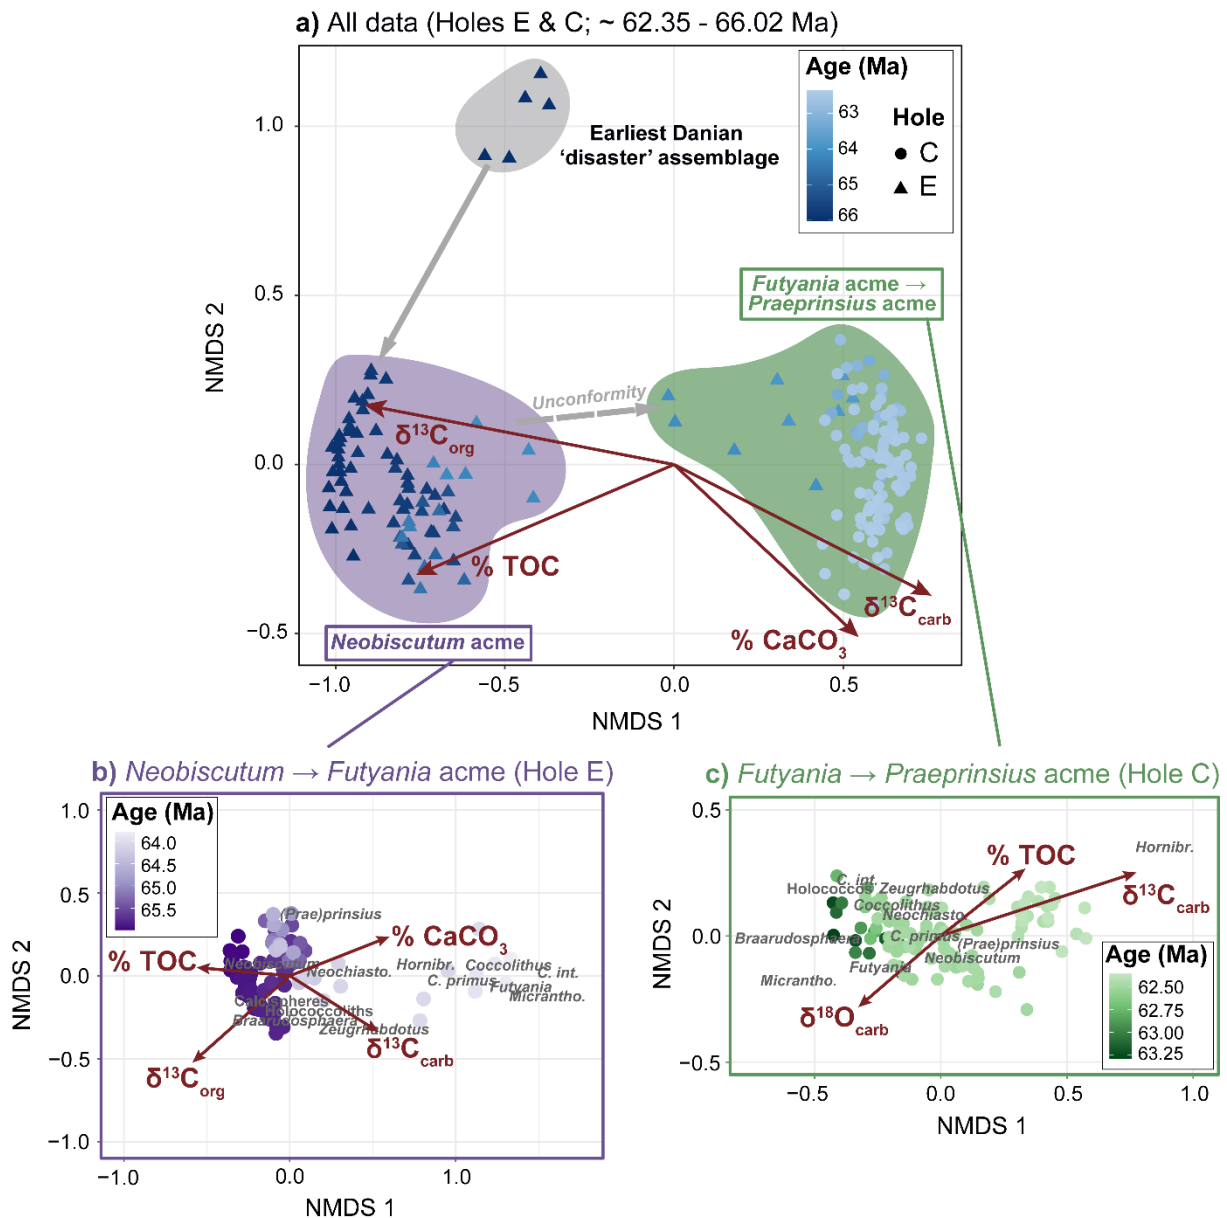 a) All data (Holes E & C; ~ 62.35 - 66.02 Ma)
Age (Ma)
63
64
65
66
Hole
C
E
Earliest Danian
‘disaster’ assemblage
Futyania acme →
Praeprinsius acme
Unconformity
δ¹³Corg
% TOC
δ¹³Ccarb
% CaCO₃
Neobiscutum acme
1.0
0.5
0.0
−0.5
NMDS 2
−1.0
−0.5
0.0
0.5
NMDS 1
b) Neobiscutum → Futyania acme (Hole E)
Age (Ma)
64.0
64.5
65.0
65.5
(Prae)prinsius
% CaCO₃
% TOC
Neobiscutum
Neochiasto.
Hornibr.
Coccolithus
C. int.
C. primus
Futyania
Micrantho.
Calcispheres
Holococcoliths
Braarudosphaera
Zeugrhabdotus
δ¹³Ccarb
δ¹³Corg
1.0
0.5
0.0
−0.5
−1.0
NMDS 2
−1.0
0.0
1.0
NMDS 1
c) Futyania → Praeprinsius acme (Hole C)
% TOC
Hornibr.
δ¹³Ccarb
C. int.
Holococcos
Zeugrhabdotus
Coccolithus
Neochiasto.
Braarudosphaera
C. primus
(Prae)prinsius
Neobiscutum
Futyania
Micrantho.
δ¹⁸Ocarb
Age (Ma)
62.50
62.75
63.00
63.25
0.5
0.0
−0.5
NMDS 2
−0.5
0.0
0.5
1.0
NMDS 1